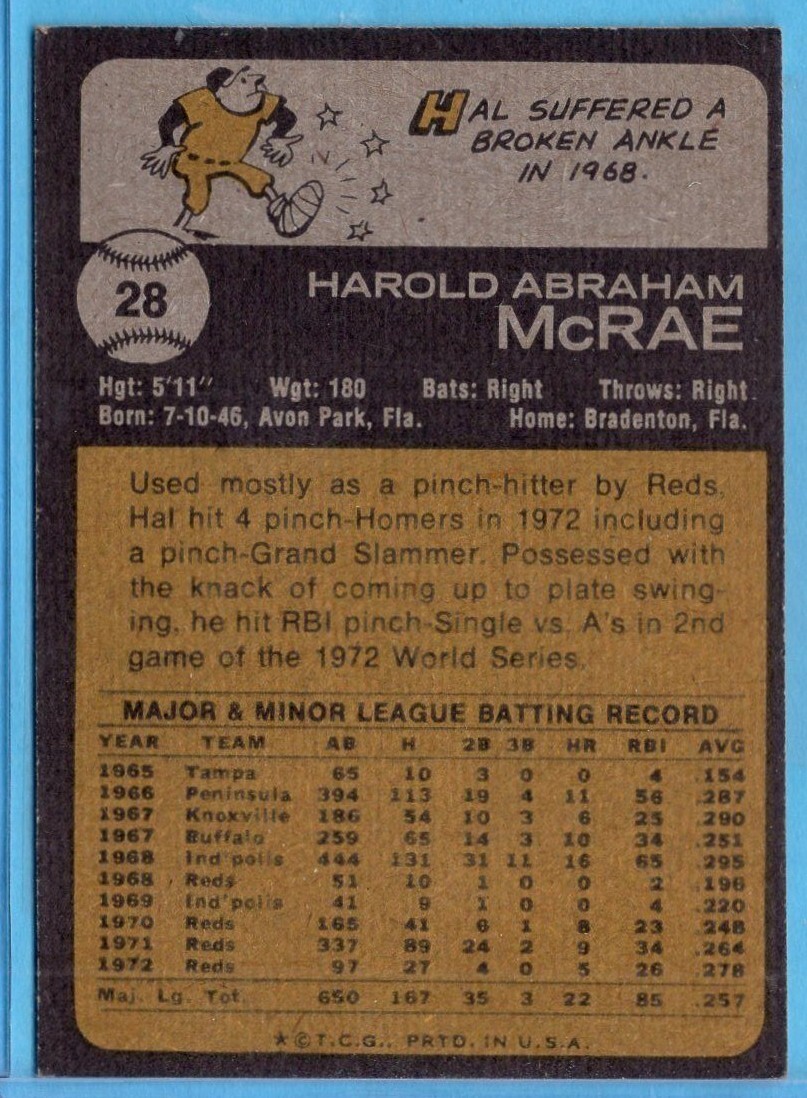 HAL SUFFERED A
BROKEN ANKLE
IN 1968.
28
HAROLD ABRAHAM
McRAE
Hgt: 5'11" Wgt: 180 Bats: Right Throws: Right
Born: 7-10-46, Avon Park, Fla. Home: Bradenton, Fla.
Used mostly as a pinch-hitter by Reds,
Hal hit 4 pinch-Homers in 1972 including
a pinch-Grand Slammer. Possessed with
the knack of coming up to plate swing-
ing, he hit RBI pinch-Single vs. A's in 2nd
game of the 1972 World Series.
MAJOR & MINOR LEAGUE BATTING RECORD
YEAR TEAM AB H 2B 3B HR RBI AVG
1965 Tampa 65 10 3 0 0 4 .154
1966 Peninsula 394 113 19 4 11 56 .287
1967 Knoxville 186 54 10 3 6 25 .290
1967 Buffalo 259 65 14 3 10 34 .251
1968 Ind'polis 444 131 31 11 16 65 .295
1968 Reds 51 10 1 0 0 2 .196
1969 Ind'polis 41 9 1 0 0 4 .220
1970 Reds 165 41 6 1 8 23 .248
1971 Reds 337 89 24 2 9 34 .264
1972 Reds 97 27 4 0 5 26 .278
Maj. Lg. Tot. 650 167 35 3 22 85 .257
★©T.C.G., PRTD. IN U.S.A.